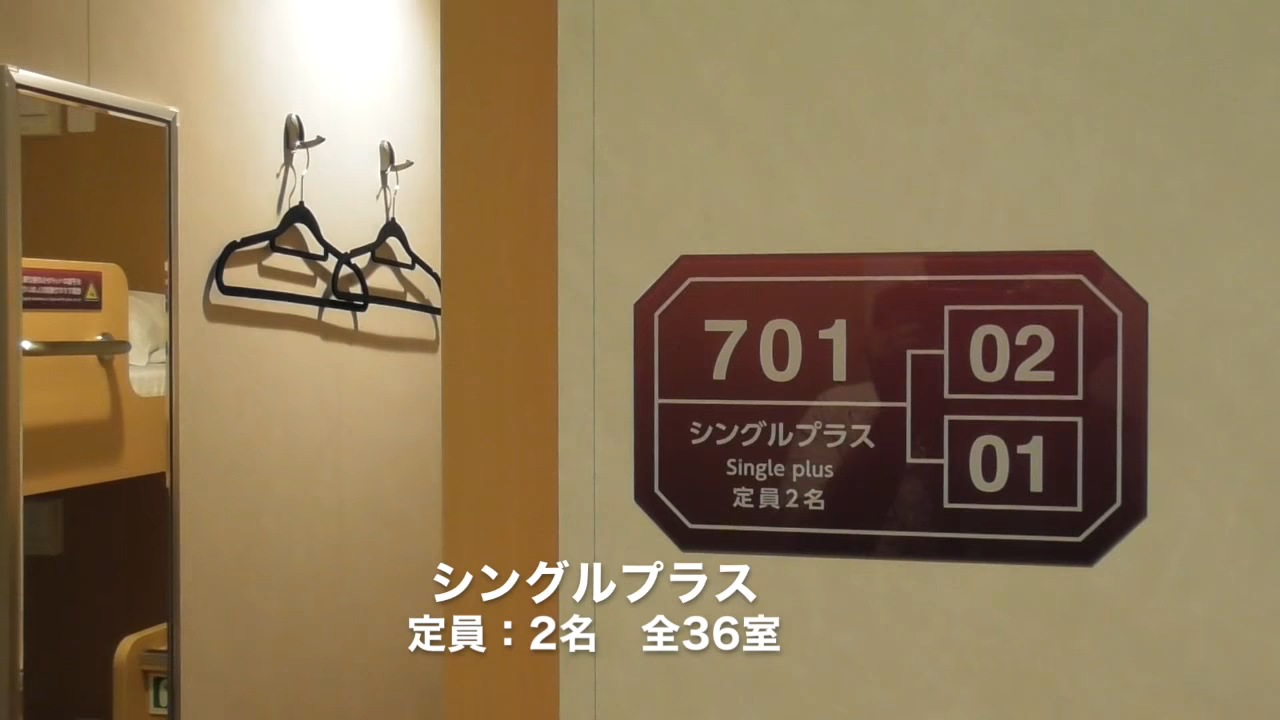 701
シングルプラス
Single plus
定員2名
02
01
シングルプラス
定員：2名　全36室